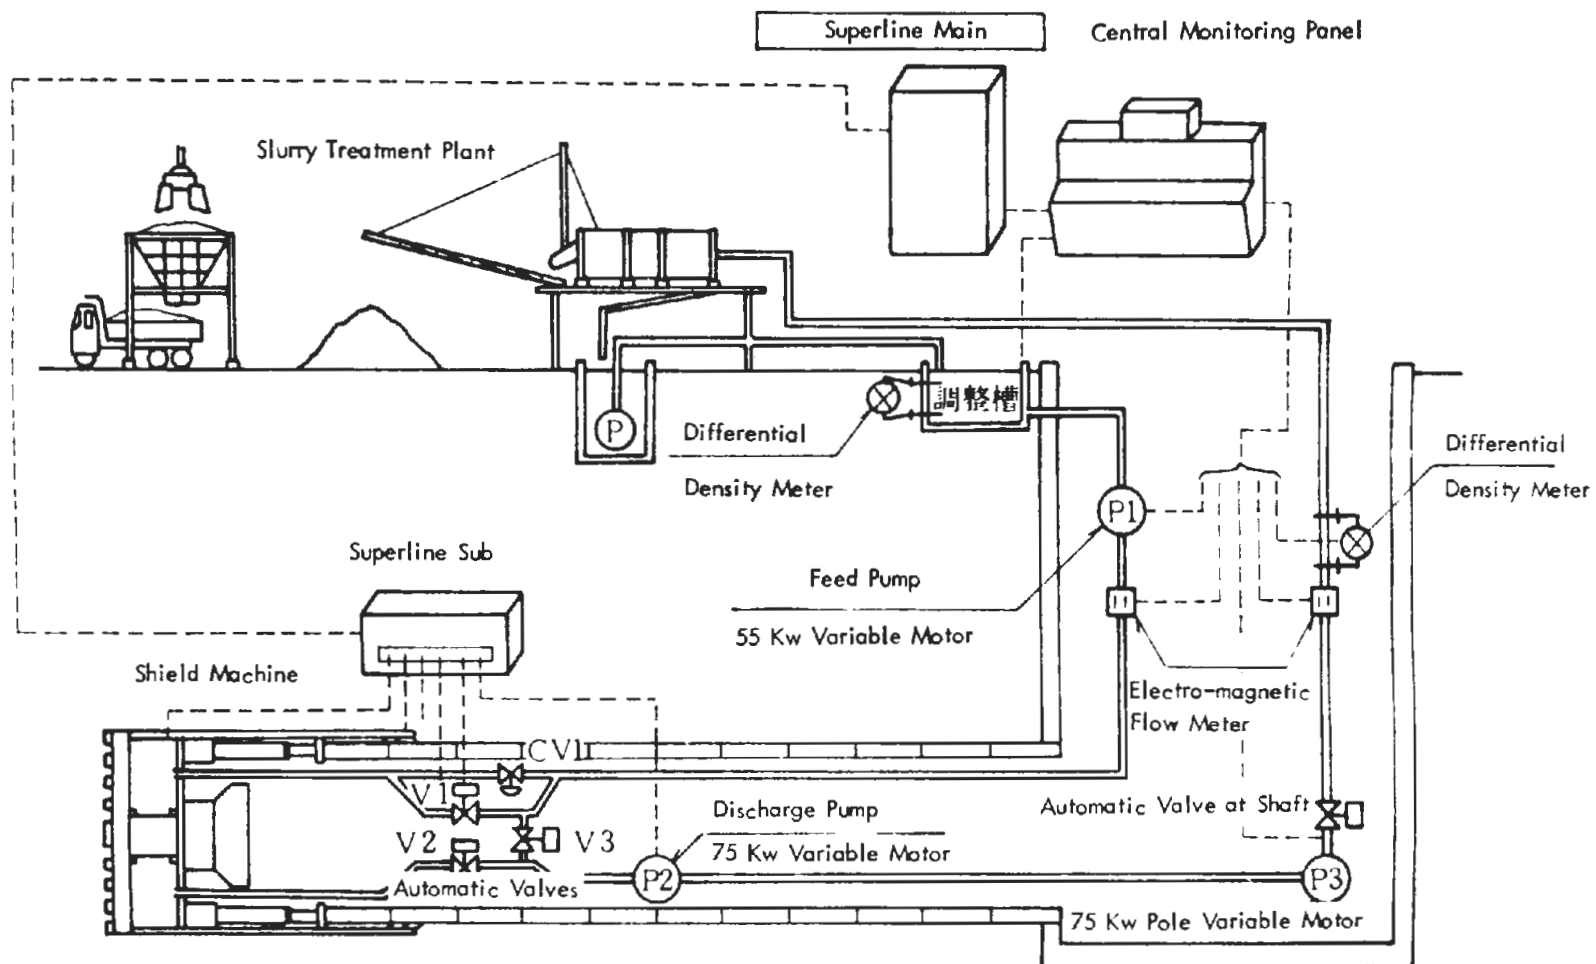 Superline Main
Central Monitoring Panel
Slurry Treatment Plant
調整槽
P
Differential
Density Meter
Differential
Density Meter
P1
Superline Sub
Feed Pump
55 Kw Variable Motor
Shield Machine
Electro-magnetic
Flow Meter
CV1
V1
Automatic Valve at Shaft
Discharge Pump
75 Kw Variable Motor
V2
V3
Automatic Valves
P2
P3
75 Kw Pole Variable Motor